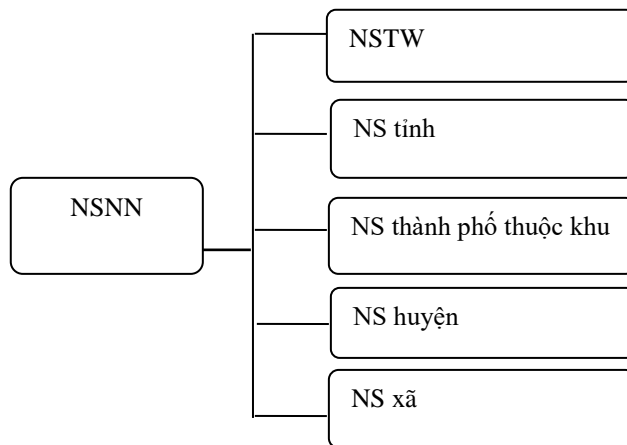 NSTW
NS tỉnh
NSNN
NS thành phố thuộc khu
NS huyện
NS xã